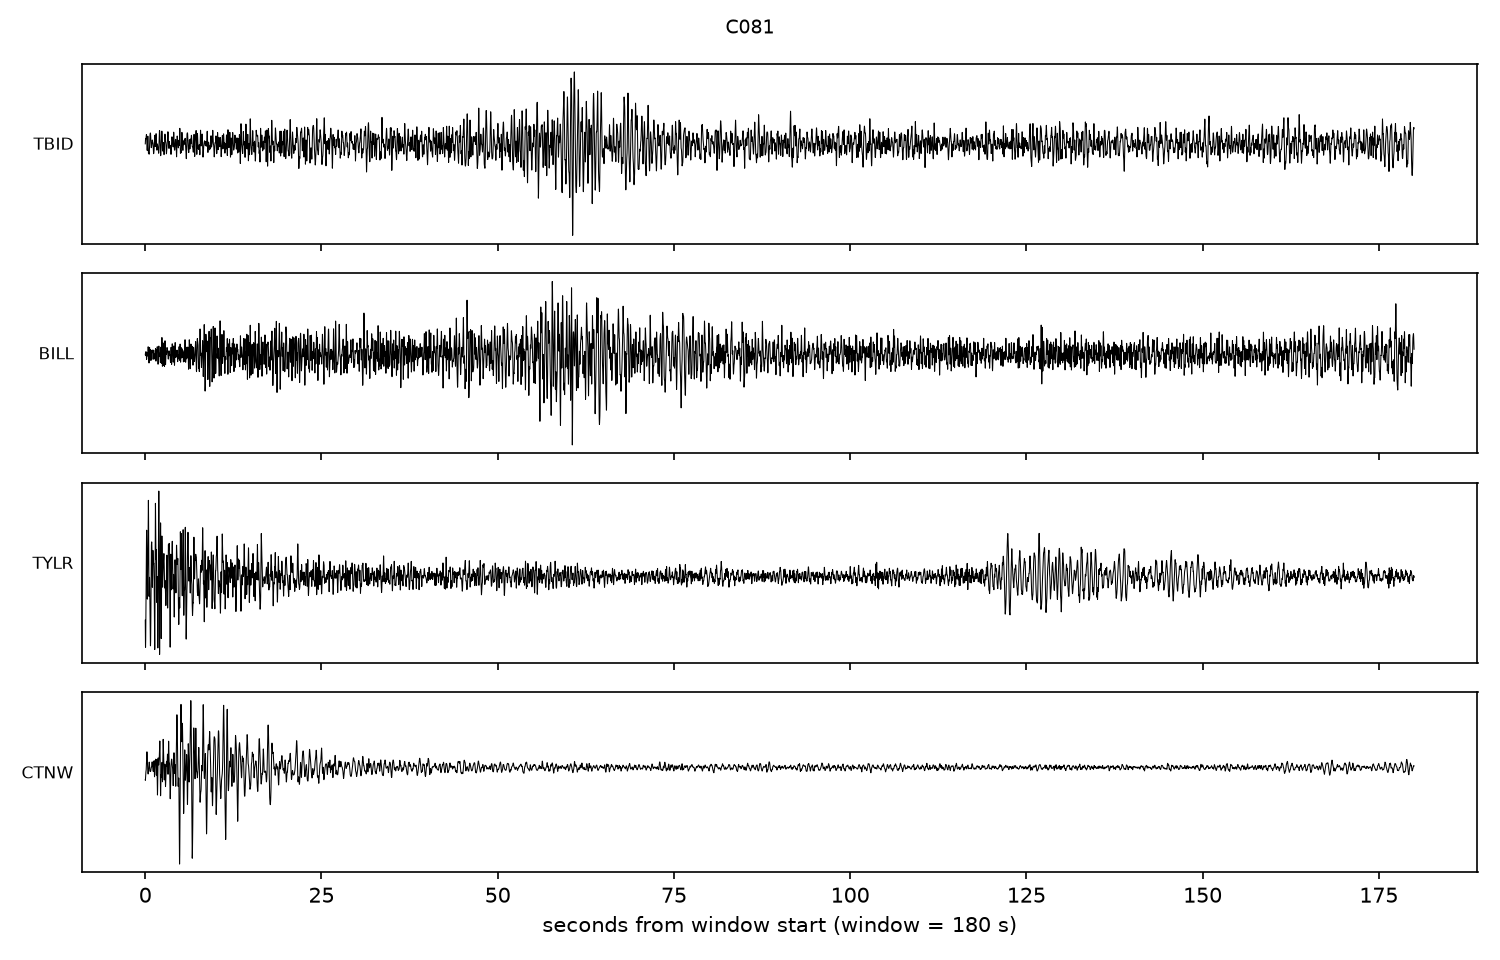 C081
TBID
BILL
TYLR
CTNW
0 25 50 75 100 125 150 175
seconds from window start (window = 180 s)